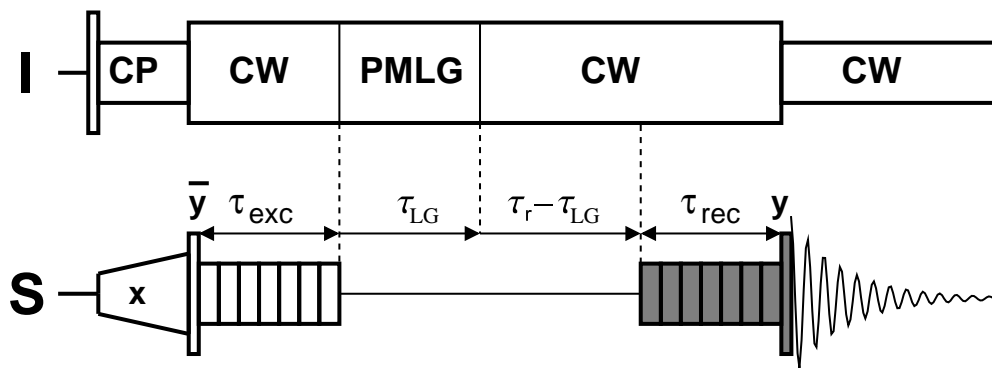 I CP CW PMLG CW CW
ȳ τexc τLG τr−τLG τrec y
S x